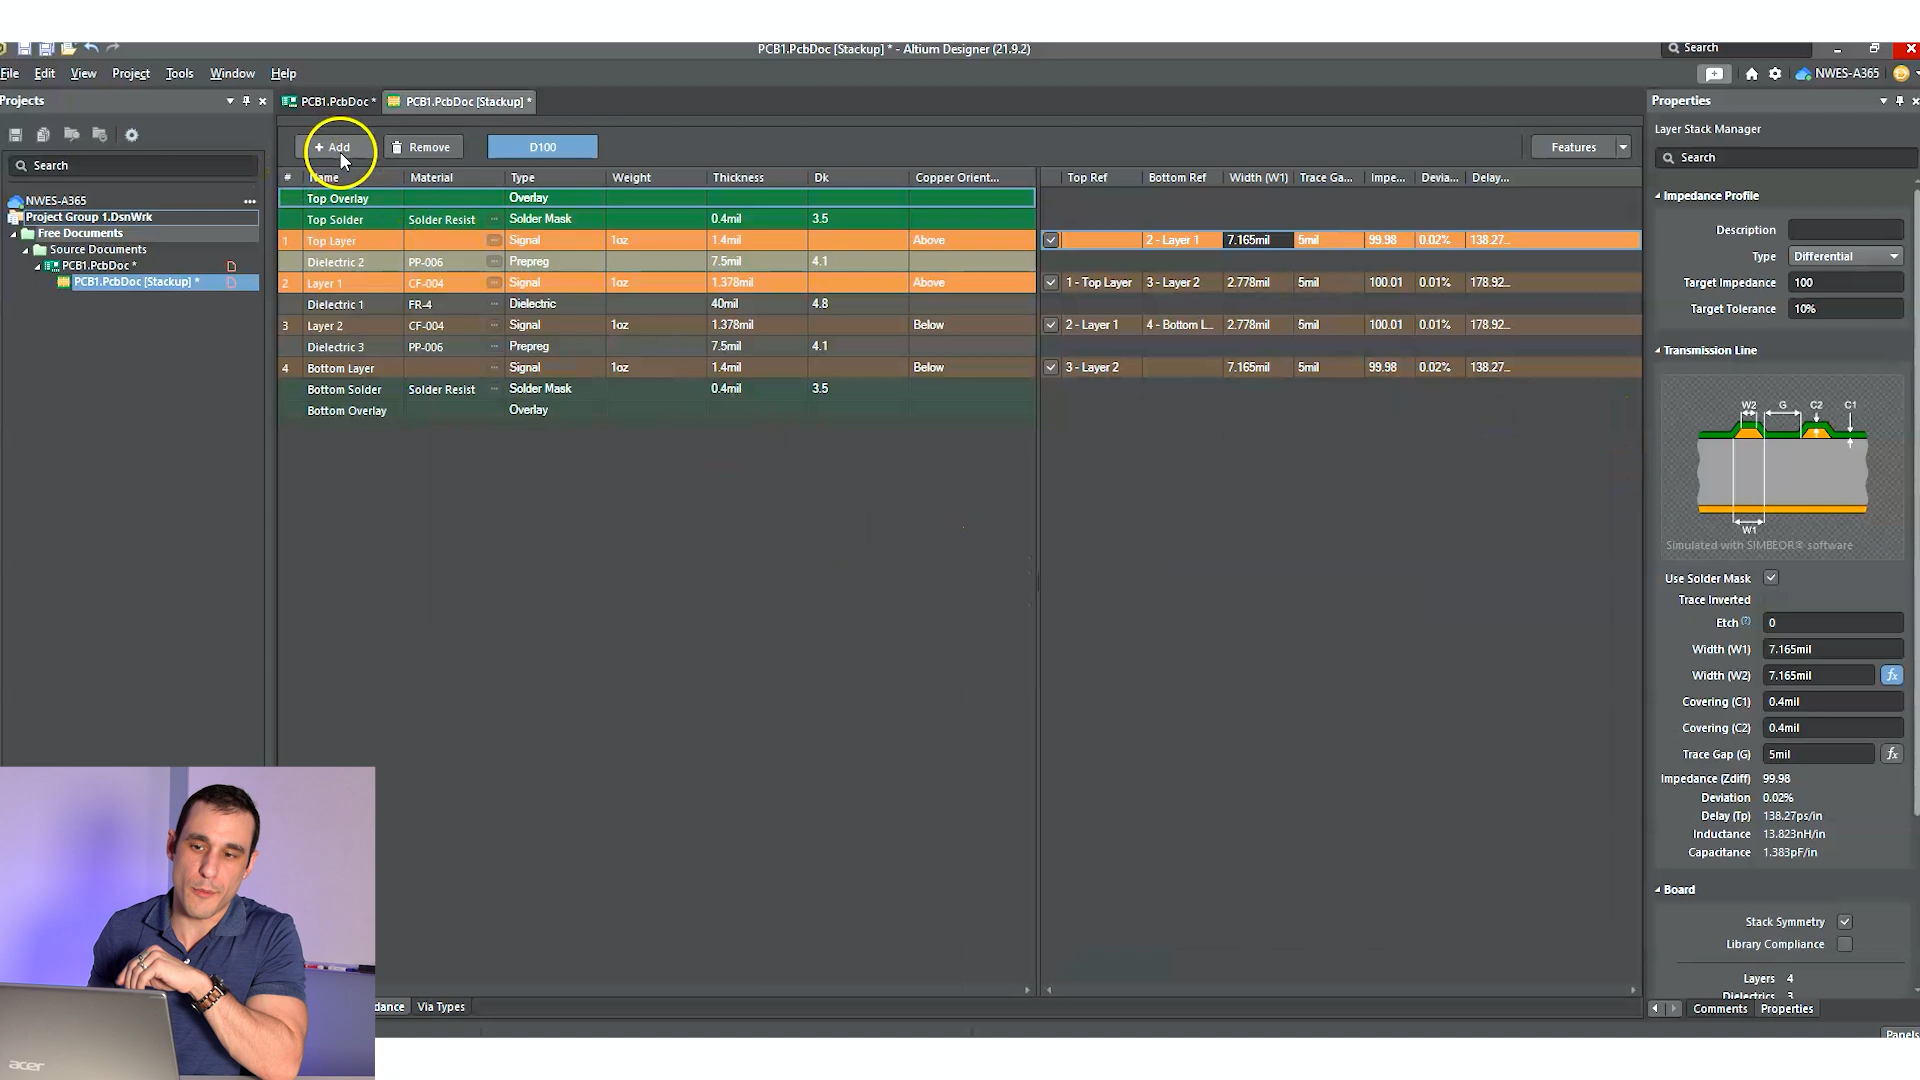 PCB1.PcbDoc [Stackup] * - Altium Designer (21.9.2)
Search
File Edit View Project Tools Window Help
NWES-A365
Projects
PCB1.PcbDoc *
PCB1.PcbDoc [Stackup] *
Properties
+ Add
Remove
D100
Features
Layer Stack Manager
Search
Search
# Name Material Type Weight Thickness Dk Copper Orient...
Top Ref Bottom Ref Width (W1) Trace Ga... Impe... Devia... Delay...
Top Overlay Overlay
Top Solder Solder Resist ... Solder Mask 0.4mil 3.5
1 Top Layer ... Signal 1oz 1.4mil Above 2 - Layer 1 7.165mil 5mil 99.98 0.02% 138.27...
Dielectric 2 PP-006 ... Prepreg 7.5mil 4.1
2 Layer 1 CF-004 ... Signal 1oz 1.378mil Above 1 - Top Layer 3 - Layer 2 2.778mil 5mil 100.01 0.01% 178.92...
Dielectric 1 FR-4 ... Dielectric 40mil 4.8
3 Layer 2 CF-004 ... Signal 1oz 1.378mil Below 2 - Layer 1 4 - Bottom L... 2.778mil 5mil 100.01 0.01% 178.92...
Dielectric 3 PP-006 ... Prepreg 7.5mil 4.1
4 Bottom Layer ... Signal 1oz 1.4mil Below 3 - Layer 2 7.165mil 5mil 99.98 0.02% 138.27...
Bottom Solder Solder Resist ... Solder Mask 0.4mil 3.5
Bottom Overlay Overlay
NWES-A365
Project Group 1.DsnWrk
Free Documents
Source Documents
PCB1.PcbDoc *
PCB1.PcbDoc [Stackup] *
Impedance Profile
Description
Type Differential
Target Impedance 100
Target Tolerance 10%
Transmission Line
W2 G C2 C1
W1
Simulated with SIMBEOR® software
Use Solder Mask
Trace Inverted
Etch (?) 0
Width (W1) 7.165mil
Width (W2) 7.165mil fx
Covering (C1) 0.4mil
Covering (C2) 0.4mil
Trace Gap (G) 5mil fx
Impedance (Zdiff) 99.98
Deviation 0.02%
Delay (Tp) 138.27ps/in
Inductance 13.823nH/in
Capacitance 1.383pF/in
Board
Stack Symmetry
Library Compliance
Layers 4
Dielectrics 3
dance Via Types
Comments Properties
Panels
acer